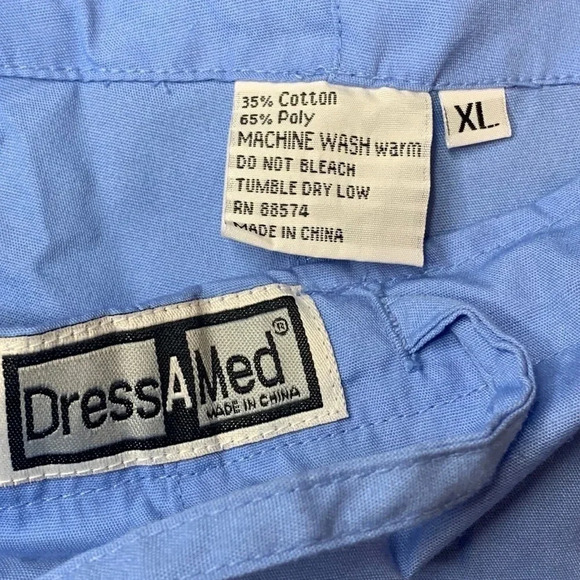 35% Cotton
65% Poly
MACHINE WASH warm
DO NOT BLEACH
TUMBLE DRY LOW
RN 88574
MADE IN CHINA
XL
DressAMed®
MADE IN CHINA